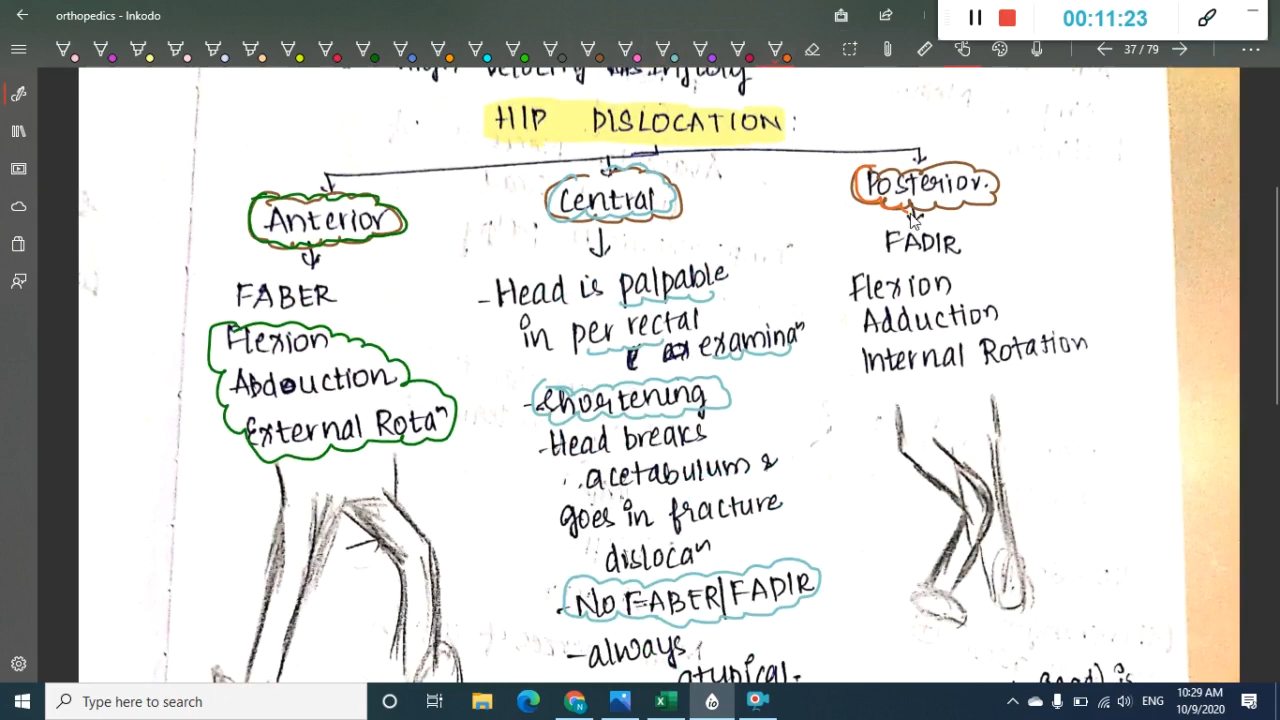 orthopedics - Inkodo
00:11:23
37 / 79
HIP DISLOCATION:
Anterior
FABER
Flexion
Abduction
External Rotaⁿ
Central
- Head is palpable
in per rectal
examinaⁿ
- Shortening
- Head breaks
acetabulum &
goes in fracture
dislocaⁿ
- No FABER/FADIR
- always
atypical.
Posterior.
FADIR
Flexion
Adduction
Internal Rotation
is
Type here to search
ENG
10:29 AM
10/9/2020